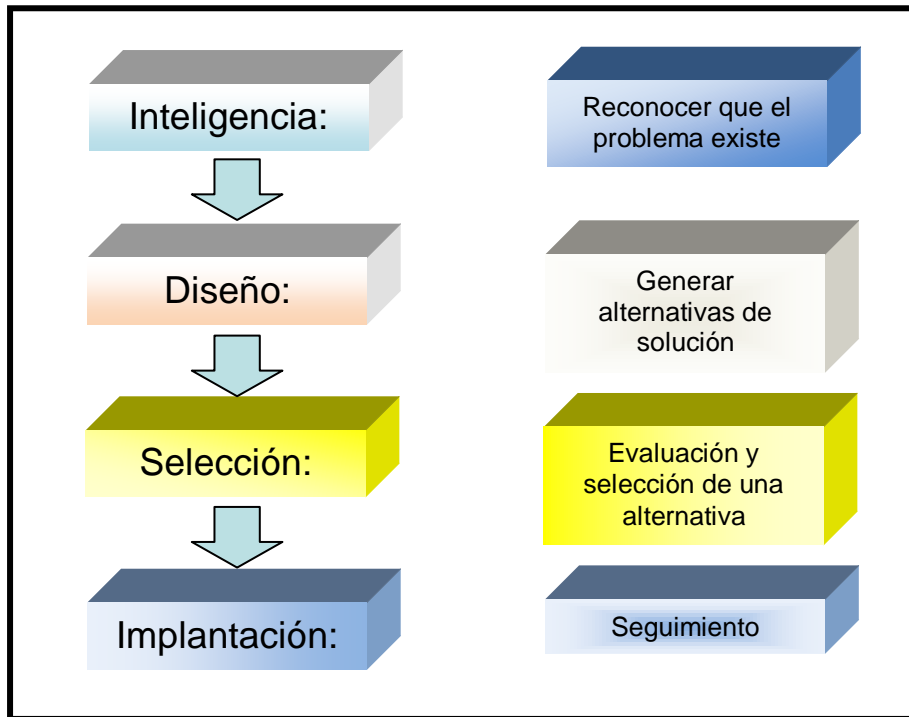 Inteligencia:
Reconocer que el
problema existe
Diseño:
Generar
alternativas de
solución
Selección:
Evaluación y
selección de una
alternativa
Implantación:
Seguimiento